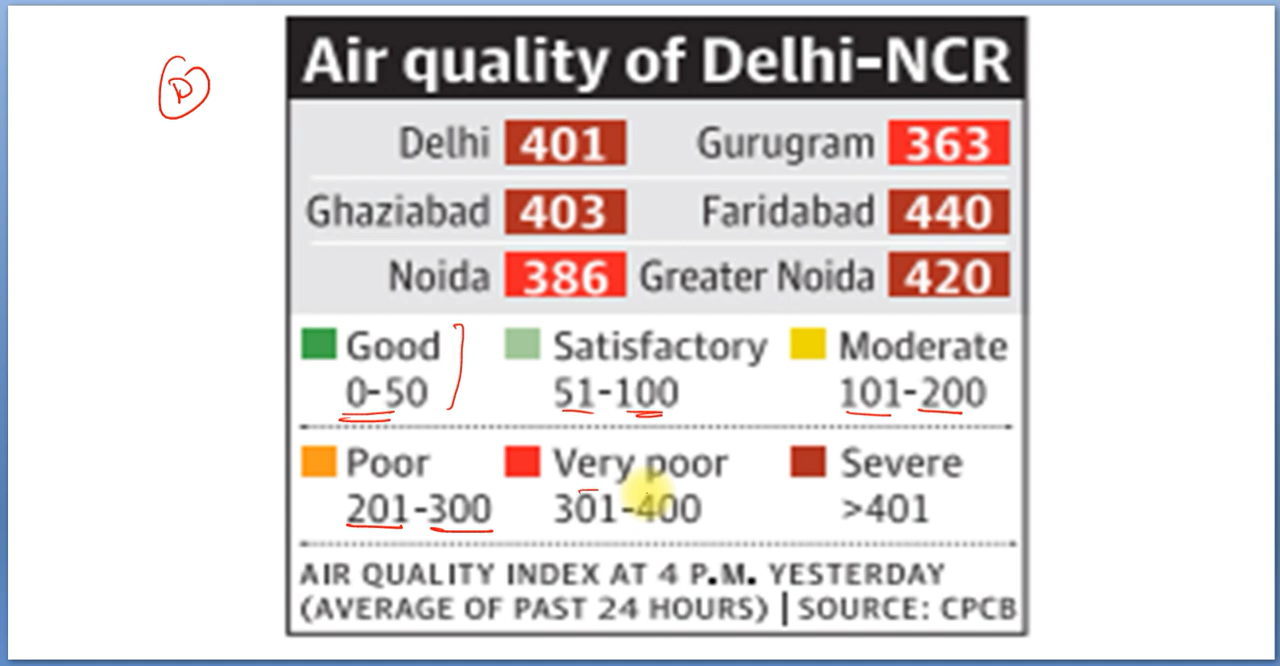 D
Air quality of Delhi-NCR
Delhi 401 Gurugram 363
Ghaziabad 403 Faridabad 440
Noida 386 Greater Noida 420
Good Satisfactory Moderate
0-50 51-100 101-200
Poor Very poor Severe
201-300 301-400 >401
AIR QUALITY INDEX AT 4 P.M. YESTERDAY
(AVERAGE OF PAST 24 HOURS) | SOURCE: CPCB